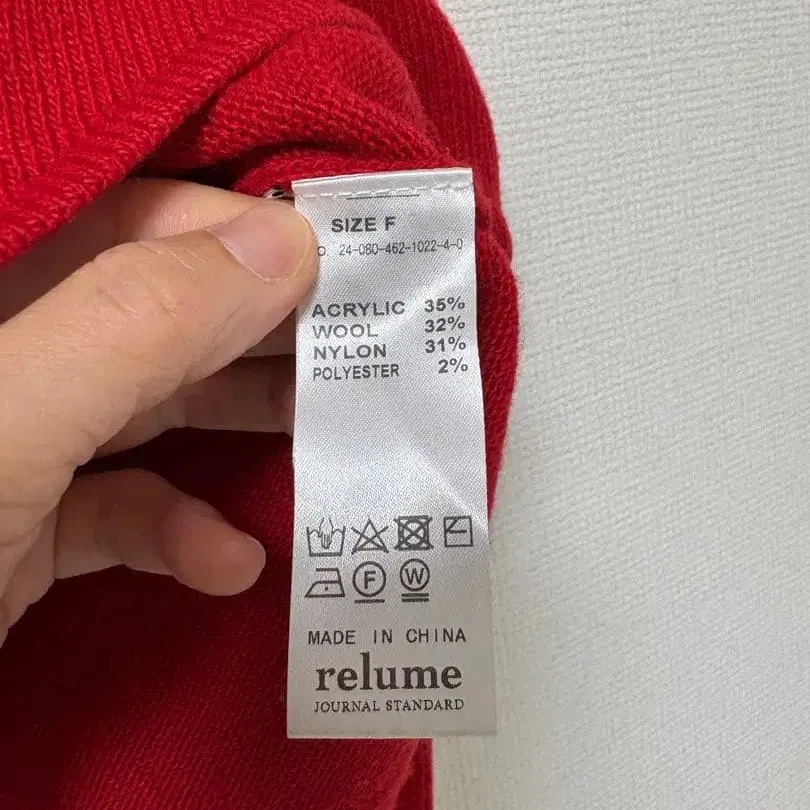 SIZE F
24-080-462-1022-4-0
ACRYLIC 35%
WOOL 32%
NYLON 31%
POLYESTER 2%
F W
MADE IN CHINA
relume
JOURNAL STANDARD